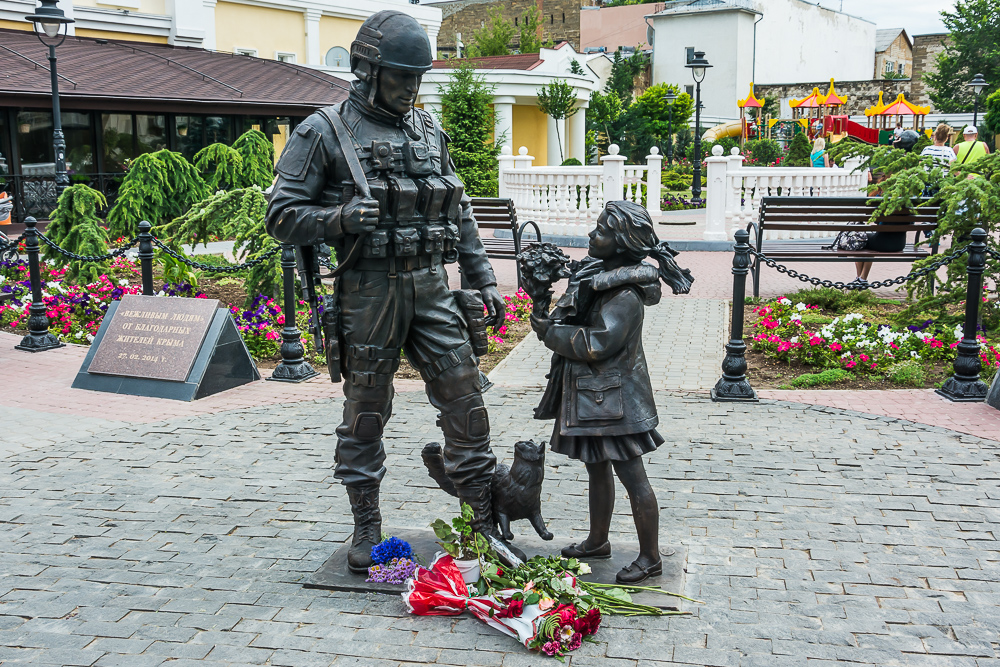 «ВЕЖЛИВЫМ ЛЮДЯМ»
ОТ БЛАГОДАРНЫХ
ЖИТЕЛЕЙ КРЫМА
27. 02. 2014 г.